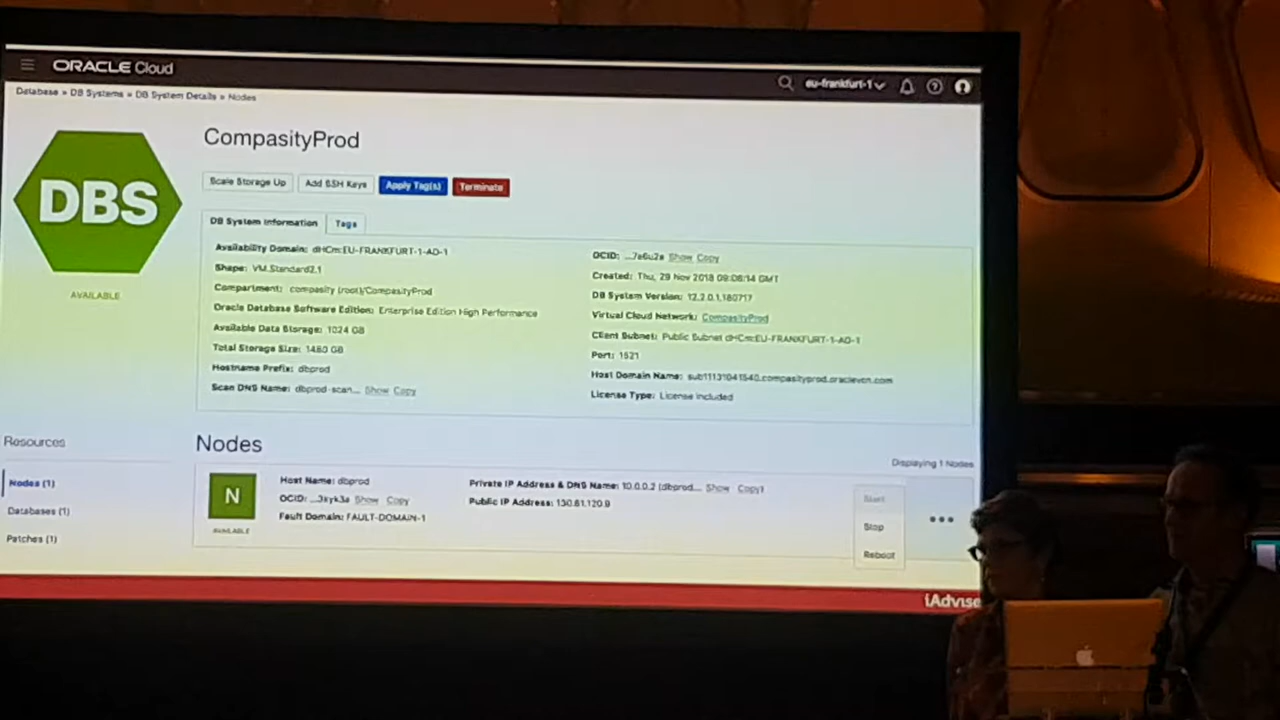 ORACLE Cloud
eu-frankfurt-1
Database » DB Systems » DB System Details » Nodes
DBS
AVAILABLE
CompasityProd
Scale Storage Up Add SSH Keys Apply Tag(s) Terminate
DB System Information Tags
Availability Domain: dHCm:EU-FRANKFURT-1-AD-1
Shape: VM.Standard2.1
Compartment: compasity (root)/CompasityProd
Oracle Database Software Edition: Enterprise Edition High Performance
Available Data Storage: 1024 GB
Total Storage Size: GB
Hostname Prefix: dbprod
Scan DNS Name: dbprod-scan... Show Copy
OCID: ...7e6u2a Show Copy
Created: Thu, 29 Nov 2018 09:06:14 GMT
DB System Version: 12.2.0.1.180717
Virtual Cloud Network: CompasityProd
Client Subnet: Public Subnet dHCm:EU-FRANKFURT-1-AD-1
Port: 1521
Host Domain Name: sub11131041540.compasityprod.oraclevcn.com
License Type: License Included
Resources
Nodes (1)
Databases (1)
Patches (1)
Nodes
Displaying 1 Nodes
N
AVAILABLE
Host Name: dbprod
OCID: ...3kyk3a Show Copy
Fault Domain: FAULT-DOMAIN-1
Private IP Address & DNS Name: 10.0.0.2 (dbprod... Show Copy)
Public IP Address: 130.61.120.9
Start
Stop
Reboot
iAdvise